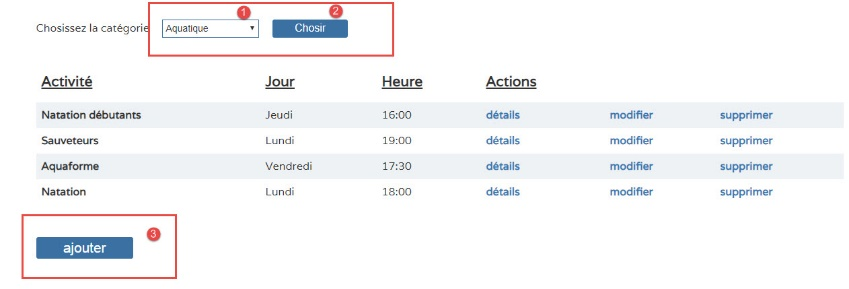 1 2
Chosissez la catégorie Aquatique Chosir
Activité Jour Heure Actions
Natation débutants Jeudi 16:00 détails modifier supprimer
Sauveteurs Lundi 19:00 détails modifier supprimer
Aquaforme Vendredi 17:30 détails modifier supprimer
Natation Lundi 18:00 détails modifier supprimer
ajouter 3